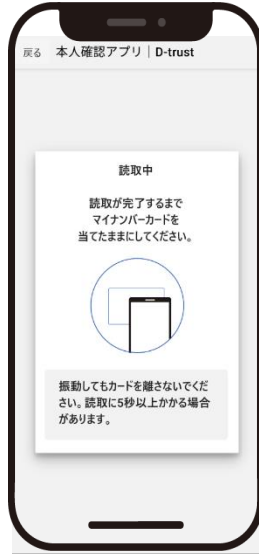 戻る 本人確認アプリ｜D-trust
読取中
読取が完了するまで
マイナンバーカードを
当てたままにしてください。
振動してもカードを離さないでくだ
さい。読取に5秒以上かかる場合
があります。